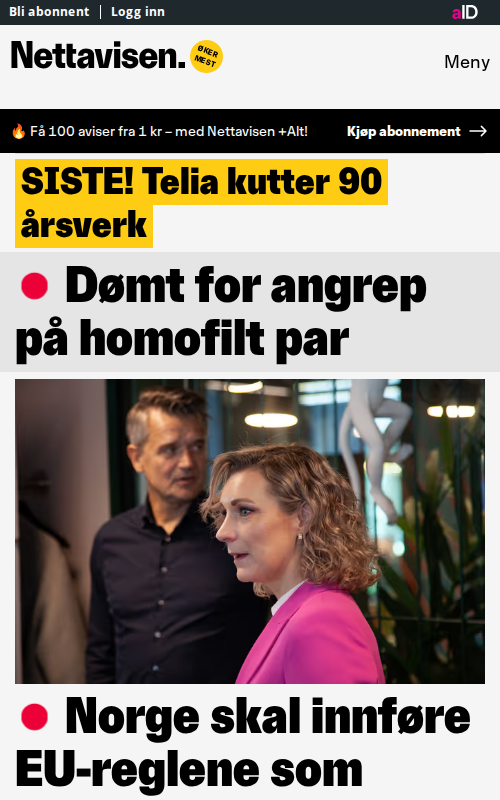 Bli abonnent | Logg inn
aID
Nettavisen.
ØKER
MEST
Meny
Få 100 aviser fra 1 kr – med Nettavisen +Alt!
Kjøp abonnement →
SISTE! Telia kutter 90
årsverk
Dømt for angrep
på homofilt par
Norge skal innføre
EU-reglene som